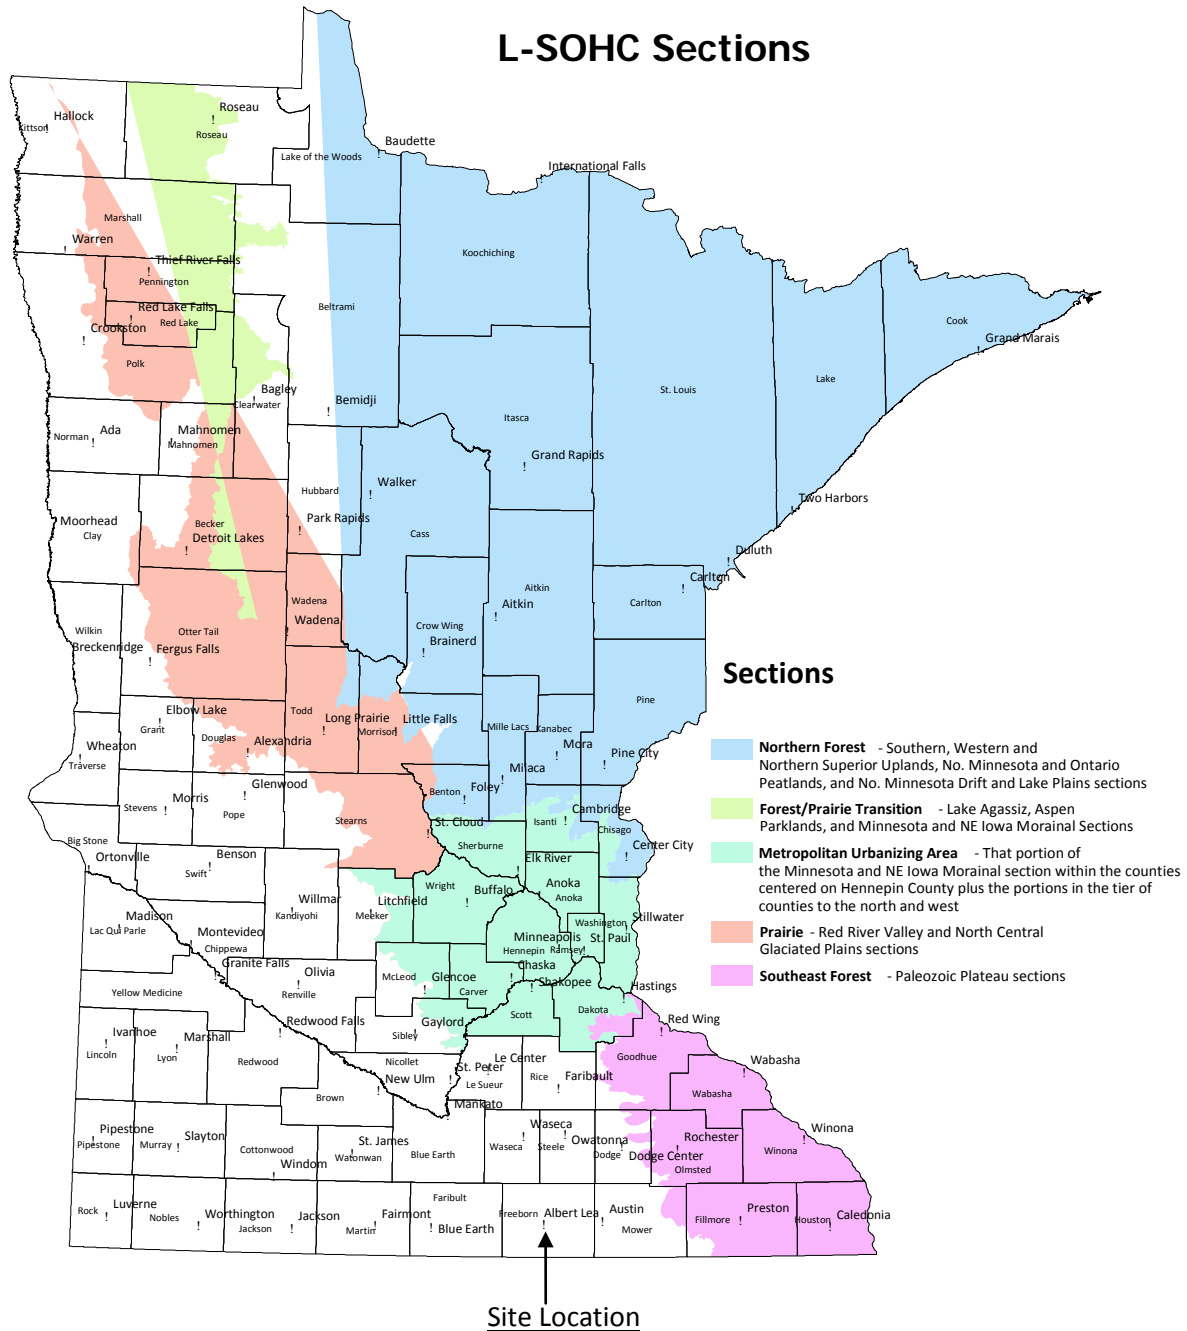 L-SOHC Sections
Hallock
Kittson
Roseau
Roseau
Baudette
Lake of the Woods
International Falls
Marshall
Warren
Koochiching
Thief River Falls
Pennington
Red Lake Falls
Red Lake
Beltrami
Crookston
Cook
Grand Marais
Polk
Lake
St. Louis
Bagley
Clearwater
Bemidji
Itasca
Ada
Norman
Mahnomen
Mahnomen
Grand Rapids
Walker
Hubbard
Two Harbors
Moorhead
Clay
Becker
Detroit Lakes
Park Rapids
Cass
Duluth
Carlton
Aitkin
Aitkin
Carlton
Wadena
Wadena
Wilkin
Breckenridge
Otter Tail
Fergus Falls
Crow Wing
Brainerd
Sections
Pine
Elbow Lake
Grant
Todd
Long Prairie
Morrison
Little Falls
Mille Lacs
Kanabec
Douglas
Alexandria
Wheaton
Traverse
Mora
Pine City
Northern Forest - Southern, Western and
Northern Superior Uplands, No. Minnesota and Ontario
Peatlands, and No. Minnesota Drift and Lake Plains sections
Milaca
Glenwood
Foley
Benton
Morris
Stevens
Pope
Stearns
St. Cloud
Cambridge
Isanti
Chisago
Forest/Prairie Transition - Lake Agassiz, Aspen
Parklands, and Minnesota and NE Iowa Morainal Sections
Big Stone
Ortonville
Benson
Swift
Sherburne
Elk River
Center City
Metropolitan Urbanizing Area - That portion of
the Minnesota and NE Iowa Morainal section within the counties
centered on Hennepin County plus the portions in the tier of
counties to the north and west
Willmar
Kandiyohi
Litchfield
Meeker
Wright
Buffalo
Anoka
Anoka
Madison
Lac Qui Parle
Montevideo
Chippewa
Washington
Stillwater
Minneapolis
St. Paul
Hennepin
Ramsey
Prairie - Red River Valley and North Central
Glaciated Plains sections
Granite Falls
Olivia
Renville
McLeod
Glencoe
Carver
Chaska
Shakopee
Southeast Forest - Paleozoic Plateau sections
Yellow Medicine
Hastings
Dakota
Scott
Gaylord
Sibley
Redwood Falls
Red Wing
Ivanhoe
Lincoln
Marshall
Lyon
Redwood
Nicollet
New Ulm
St. Peter
Le Center
Le Sueur
Rice
Faribault
Goodhue
Wabasha
Wabasha
Brown
Mankato
Pipestone
Pipestone
Slayton
Murray
Cottonwood
Windom
St. James
Watonwan
Blue Earth
Waseca
Waseca
Steele
Owatonna
Dodge
Dodge Center
Rochester
Olmsted
Winona
Winona
Rock
Luverne
Nobles
Worthington
Jackson
Jackson
Martin
Fairmont
Faribult
Blue Earth
Freeborn
Albert Lea
Austin
Mower
Fillmore
Preston
Houston
Caledonia
Site Location